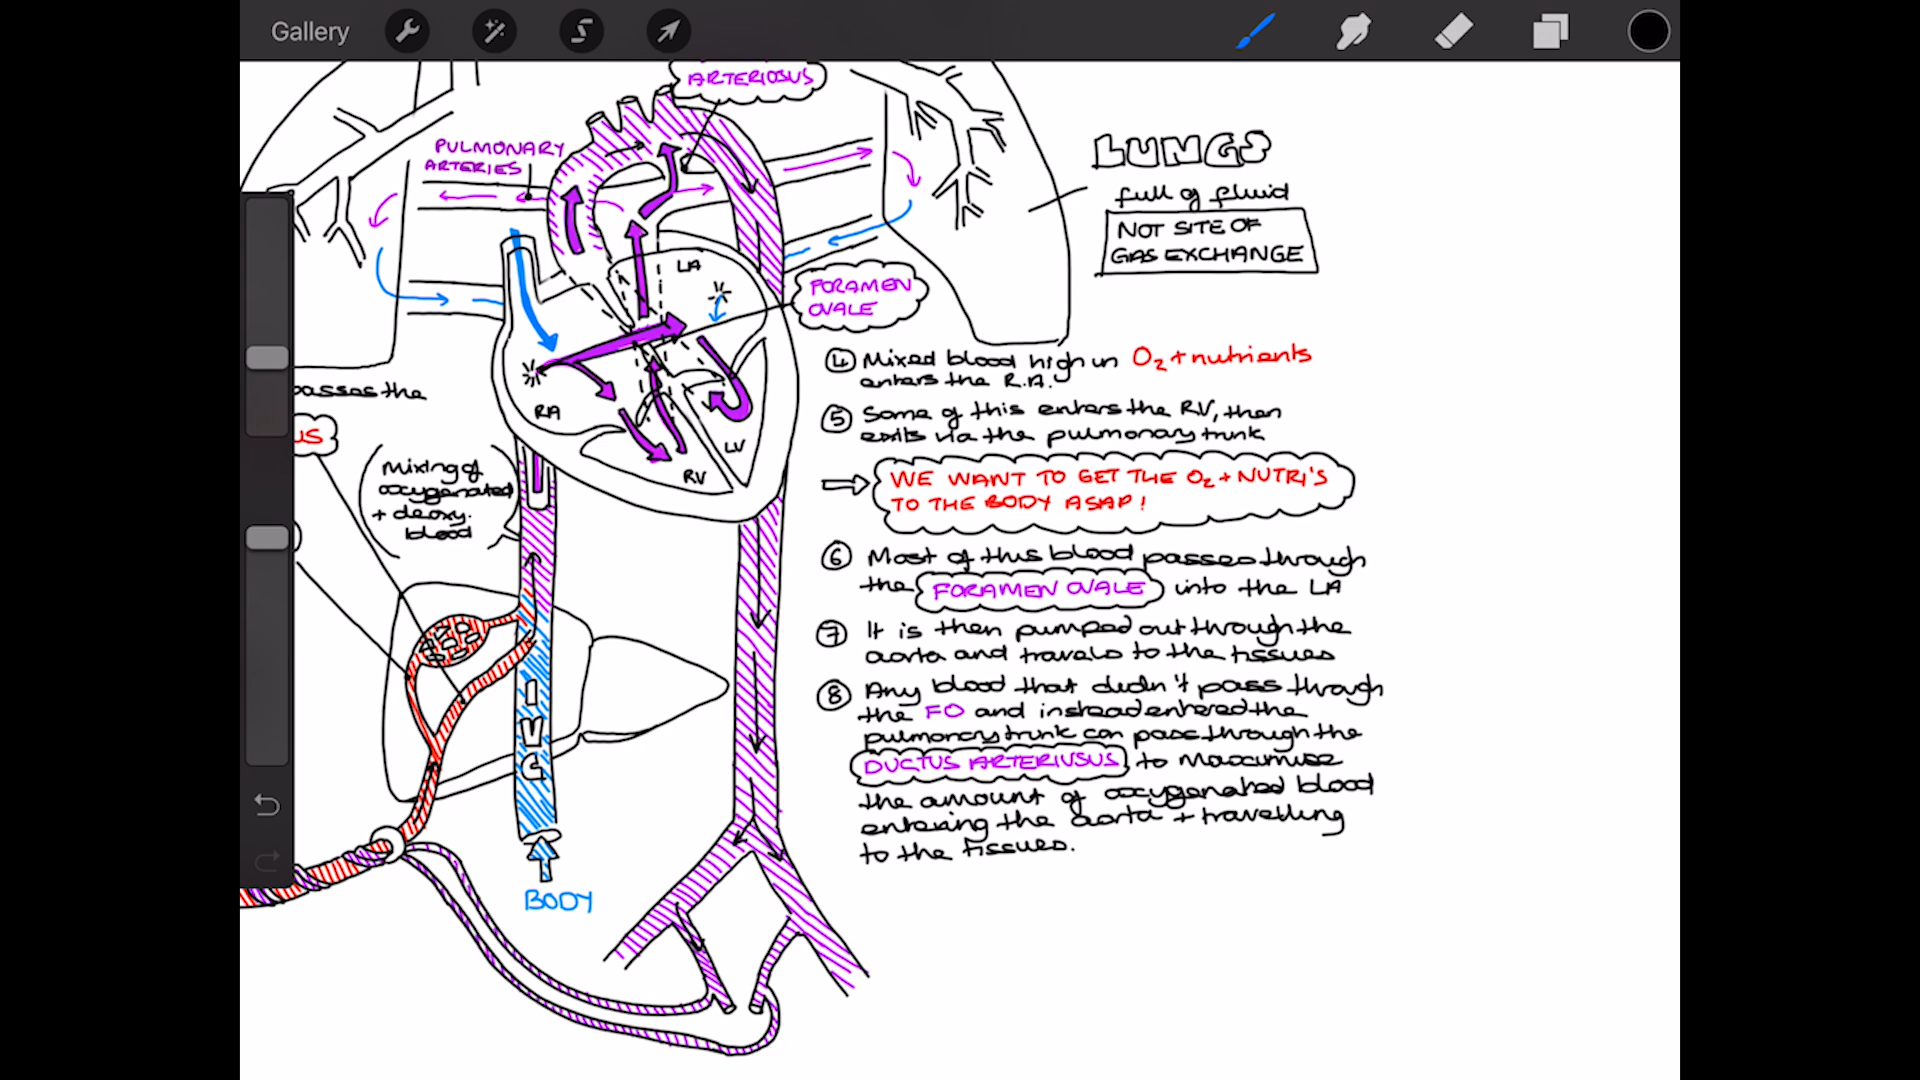 Gallery
ARTERIOSUS
PULMONARY
ARTERIES
LUNGS
full of fluid
NOT SITE OF
GAS EXCHANGE
LA
FORAMEN
OVALE
④ Mixed blood high in O₂ + nutrients
enters the R.A.
passes the
RA
⑤ Some of this enters the RV, then
exits via the pulmonary trunk
US
LV
Mixing of
oxygenated
+ deoxy.
blood
RV
WE WANT TO GET THE O₂ + NUTRI'S
TO THE BODY ASAP!
⑥ Most of this blood passes through
the FORAMEN OVALE into the LA
⑦ It is then pumped out through the
aorta and travels to the tissues
IVC
⑧ Any blood that didn't pass through
the FO and instead entered the
pulmonary trunk can pass through the
DUCTUS ARTERIUSUS to maximise
the amount of oxygenated blood
entering the aorta + travelling
to the tissues.
BODY